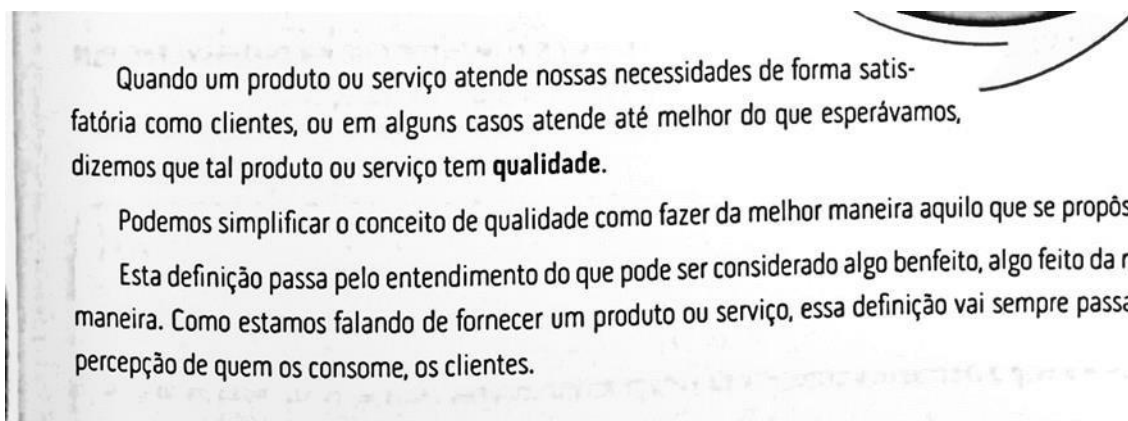 Quando um produto ou serviço atende nossas necessidades de forma satis-
fatória como clientes, ou em alguns casos atende até melhor do que esperávamos,
dizemos que tal produto ou serviço tem qualidade.
Podemos simplificar o conceito de qualidade como fazer da melhor maneira aquilo que se propôs
Esta definição passa pelo entendimento do que pode ser considerado algo benfeito, algo feito da
maneira. Como estamos falando de fornecer um produto ou serviço, essa definição vai sempre
percepção de quem os consome, os clientes.